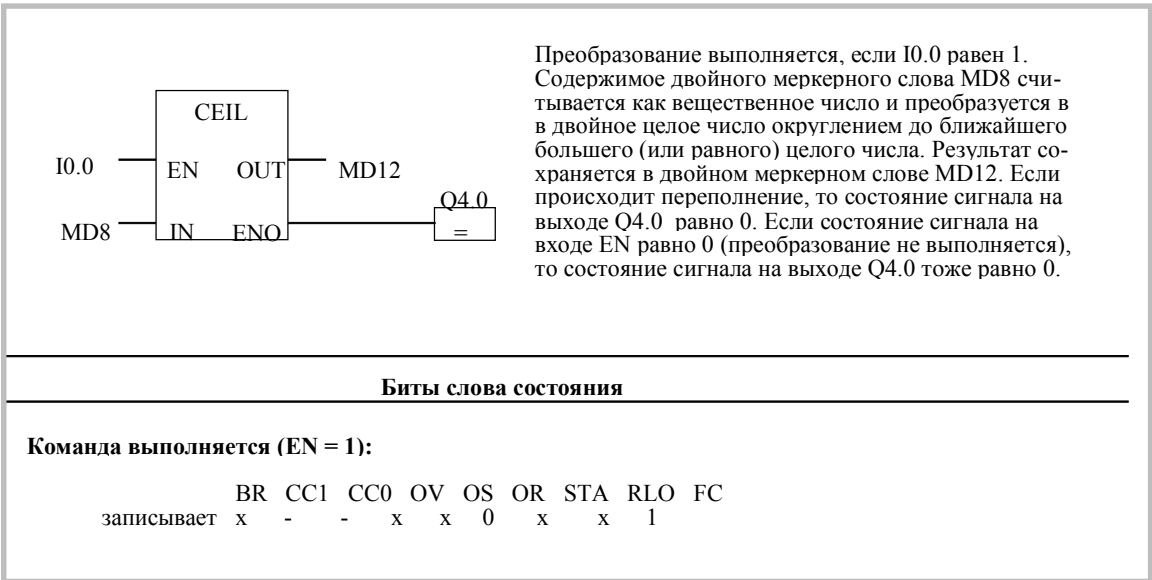 Преобразование выполняется, если I0.0 равен 1.
Содержимое двойного меркерного слова MD8 счи-
тывается как вещественное число и преобразуется в
в двойное целое число округлением до ближайшего
большего (или равного) целого числа. Результат со-
храняется в двойном меркерном слове MD12. Если
происходит переполнение, то состояние сигнала на
выходе Q4.0 равно 0. Если состояние сигнала на
входе EN равно 0 (преобразование не выполняется),
то состояние сигнала на выходе Q4.0 тоже равно 0.
CEIL
I0.0 EN OUT MD12
Q4.0
MD8 IN ENO =
Биты слова состояния
Команда выполняется (EN = 1):
BR CC1 CC0 OV OS OR STA RLO FC
записывает x - - x x 0 x x 1